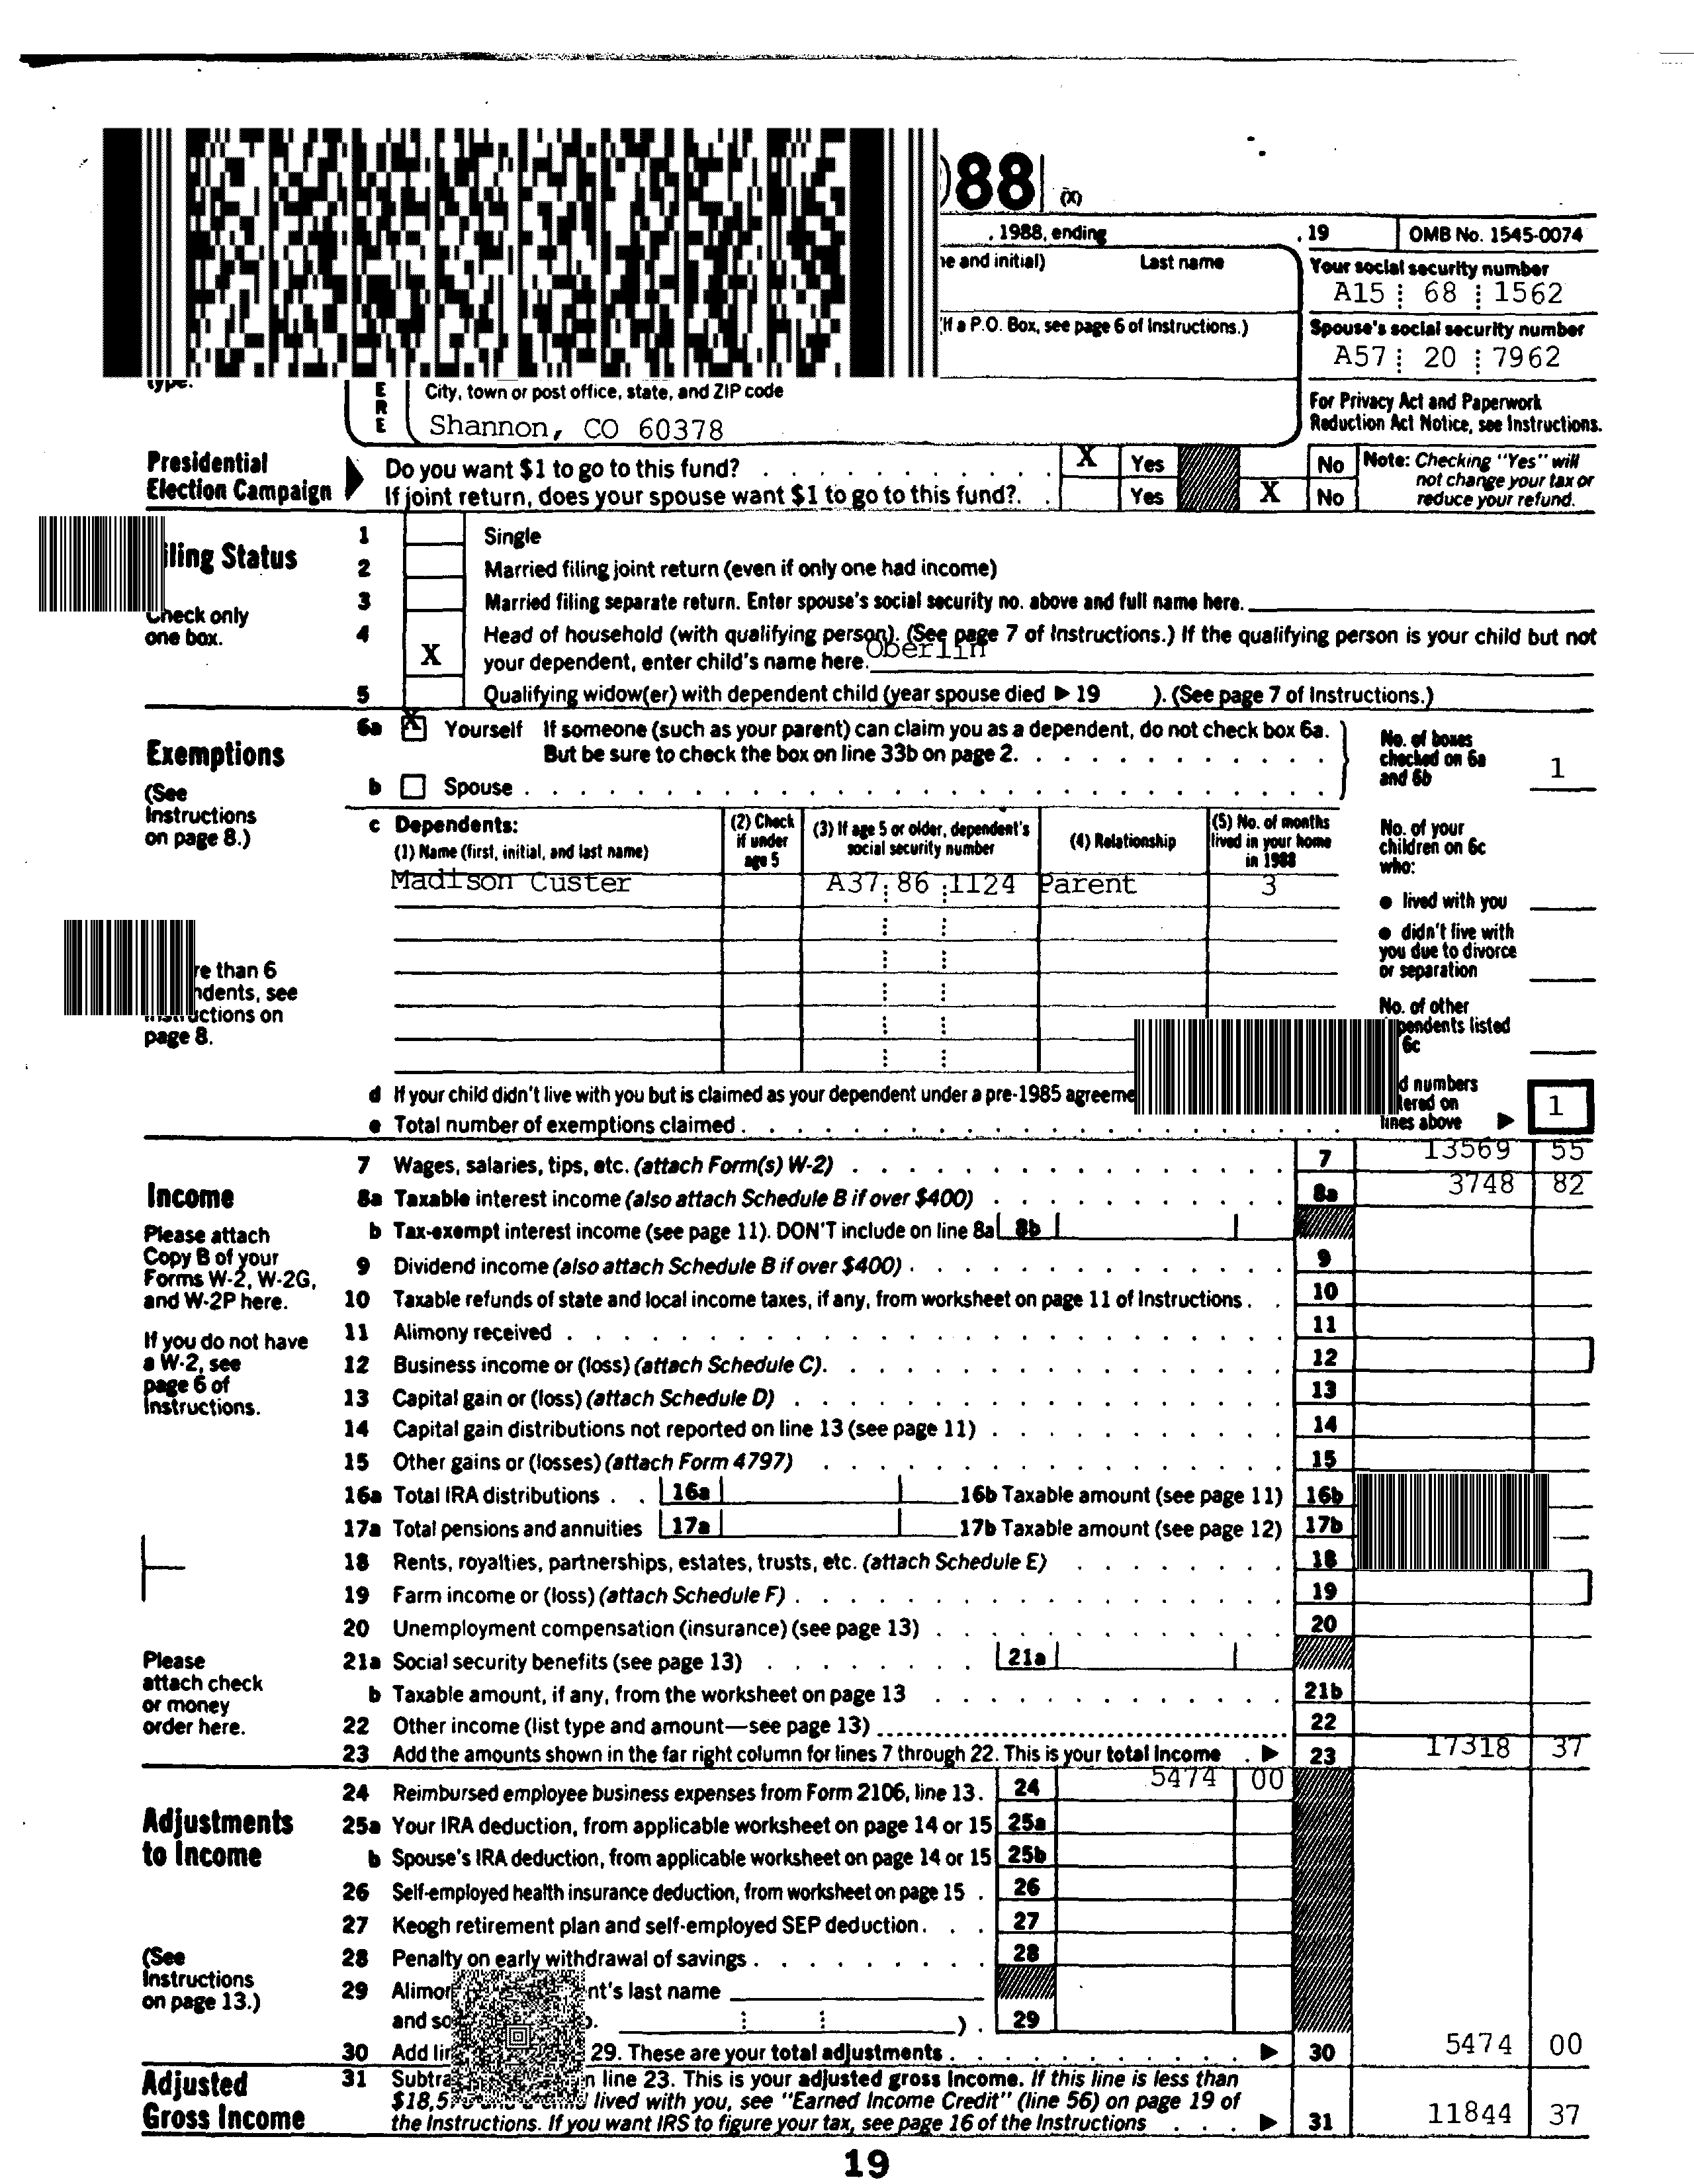 88 (X)
, 1988, ending , 19 OMB No. 1545-0074
and initial) Last name Your social security number
A15 68 1562
(If a P.O. Box, see page 6 of Instructions.) Spouse's social security number
A57 20 7962
type.
E
R
E
City, town or post office, state, and ZIP code
Shannon, CO 60378
For Privacy Act and Paperwork
Reduction Act Notice, see Instructions.
Presidential
Election Campaign
Do you want $1 to go to this fund? X Yes No
If joint return, does your spouse want $1 to go to this fund?. Yes X No
Note: Checking "Yes" will
not change your tax or
reduce your refund.
iling Status
Check only
one box.
1 Single
2 Married filing joint return (even if only one had income)
3 Married filing separate return. Enter spouse's social security no. above and full name here.
4 X Head of household (with qualifying person). (See page 7 of Instructions.) If the qualifying person is your child but not
your dependent, enter child's name here. Oberlin
5 Qualifying widow(er) with dependent child (year spouse died ▶ 19 ). (See page 7 of Instructions.)
Exemptions
(See
Instructions
on page 8.)
6a X Yourself If someone (such as your parent) can claim you as a dependent, do not check box 6a.
But be sure to check the box on line 33b on page 2.
b Spouse
No. of boxes
checked on 6a
and 6b 1
c Dependents:
(1) Name (first, initial, and last name)
(2) Check
if under
age 5
(3) If age 5 or older, dependent's
social security number
(4) Relationship
(5) No. of months
lived in your home
in 1988
Madison Custer A37 86 1124 Parent 3
No. of your
children on 6c
who:
● lived with you
● didn't live with
you due to divorce
or separation
No. of other
pendents listed
6c
re than 6
ndents, see
uctions on
page 8.
d If your child didn't live with you but is claimed as your dependent under a pre-1985 agreeme
e Total number of exemptions claimed
d numbers
tered on
lines above ▶ 1
Income
Please attach
Copy B of your
Forms W-2, W-2G,
and W-2P here.
If you do not have
a W-2, see
page 6 of
Instructions.
Please
attach check
or money
order here.
7 Wages, salaries, tips, etc. (attach Form(s) W-2) 7 13569 55
8a Taxable interest income (also attach Schedule B if over $400) 8a 3748 82
b Tax-exempt interest income (see page 11). DON'T include on line 8a 8b
9 Dividend income (also attach Schedule B if over $400) 9
10 Taxable refunds of state and local income taxes, if any, from worksheet on page 11 of Instructions 10
11 Alimony received 11
12 Business income or (loss) (attach Schedule C). 12
13 Capital gain or (loss) (attach Schedule D) 13
14 Capital gain distributions not reported on line 13 (see page 11) 14
15 Other gains or (losses) (attach Form 4797) 15
16a Total IRA distributions 16a 16b Taxable amount (see page 11) 16b
17a Total pensions and annuities 17a 17b Taxable amount (see page 12) 17b
18 Rents, royalties, partnerships, estates, trusts, etc. (attach Schedule E) 18
19 Farm income or (loss) (attach Schedule F) 19
20 Unemployment compensation (insurance) (see page 13) 20
21a Social security benefits (see page 13) 21a
b Taxable amount, if any, from the worksheet on page 13 21b
22 Other income (list type and amount—see page 13) 22
23 Add the amounts shown in the far right column for lines 7 through 22. This is your total income ▶ 23 17318 37
Adjustments
to Income
(See
Instructions
on page 13.)
24 Reimbursed employee business expenses from Form 2106, line 13. 24 5474 00
25a Your IRA deduction, from applicable worksheet on page 14 or 15 25a
b Spouse's IRA deduction, from applicable worksheet on page 14 or 15 25b
26 Self-employed health insurance deduction, from worksheet on page 15 26
27 Keogh retirement plan and self-employed SEP deduction 27
28 Penalty on early withdrawal of savings 28
29 Alimor nt's last name
and so ). 29
30 Add lin 29. These are your total adjustments ▶ 30 5474 00
Adjusted
Gross Income
31 Subtra n line 23. This is your adjusted gross income. If this line is less than
$18,5 lived with you, see "Earned Income Credit" (line 56) on page 19 of
the Instructions. If you want IRS to figure your tax, see page 16 of the Instructions ▶ 31 11844 37
19